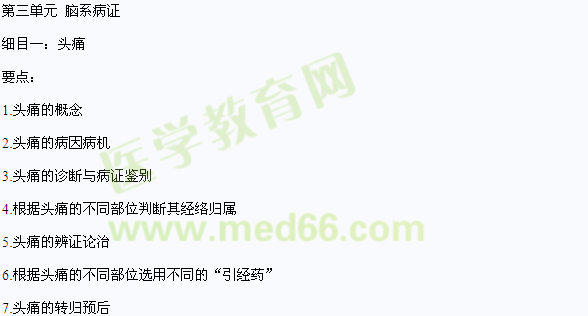 第三单元 脑系病证
细目一：头痛
要点：
1.头痛的概念
2.头痛的病因病机
3.头痛的诊断与病证鉴别
4.根据头痛的不同部位判断其经络归属
5.头痛的辨证论治
6.根据头痛的不同部位选用不同的“引经药”
7.头痛的转归预后
医学教育网
www.med66.com